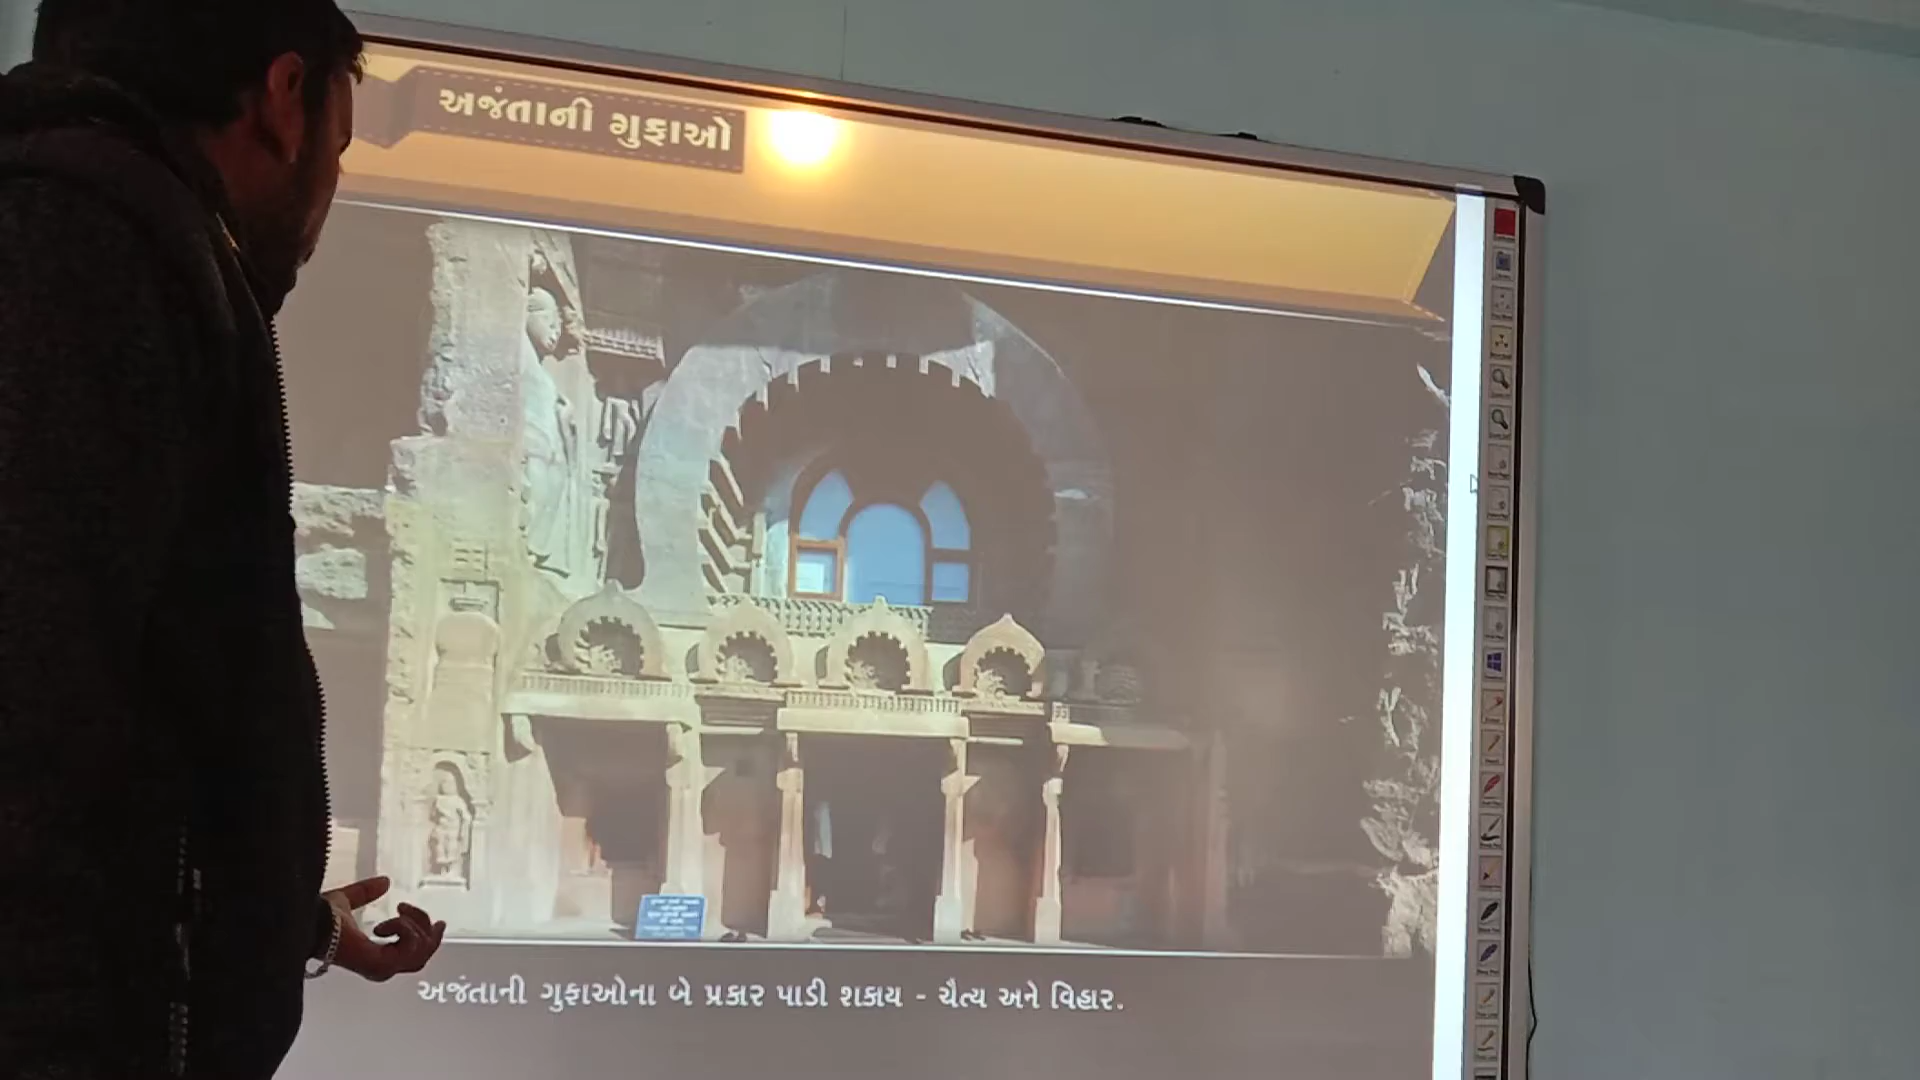 અજંતાની ગુફાઓ
અજંતાની ગુફાઓના બે પ્રકાર પાડી શકાય - ચૈત્ય અને વિહાર.